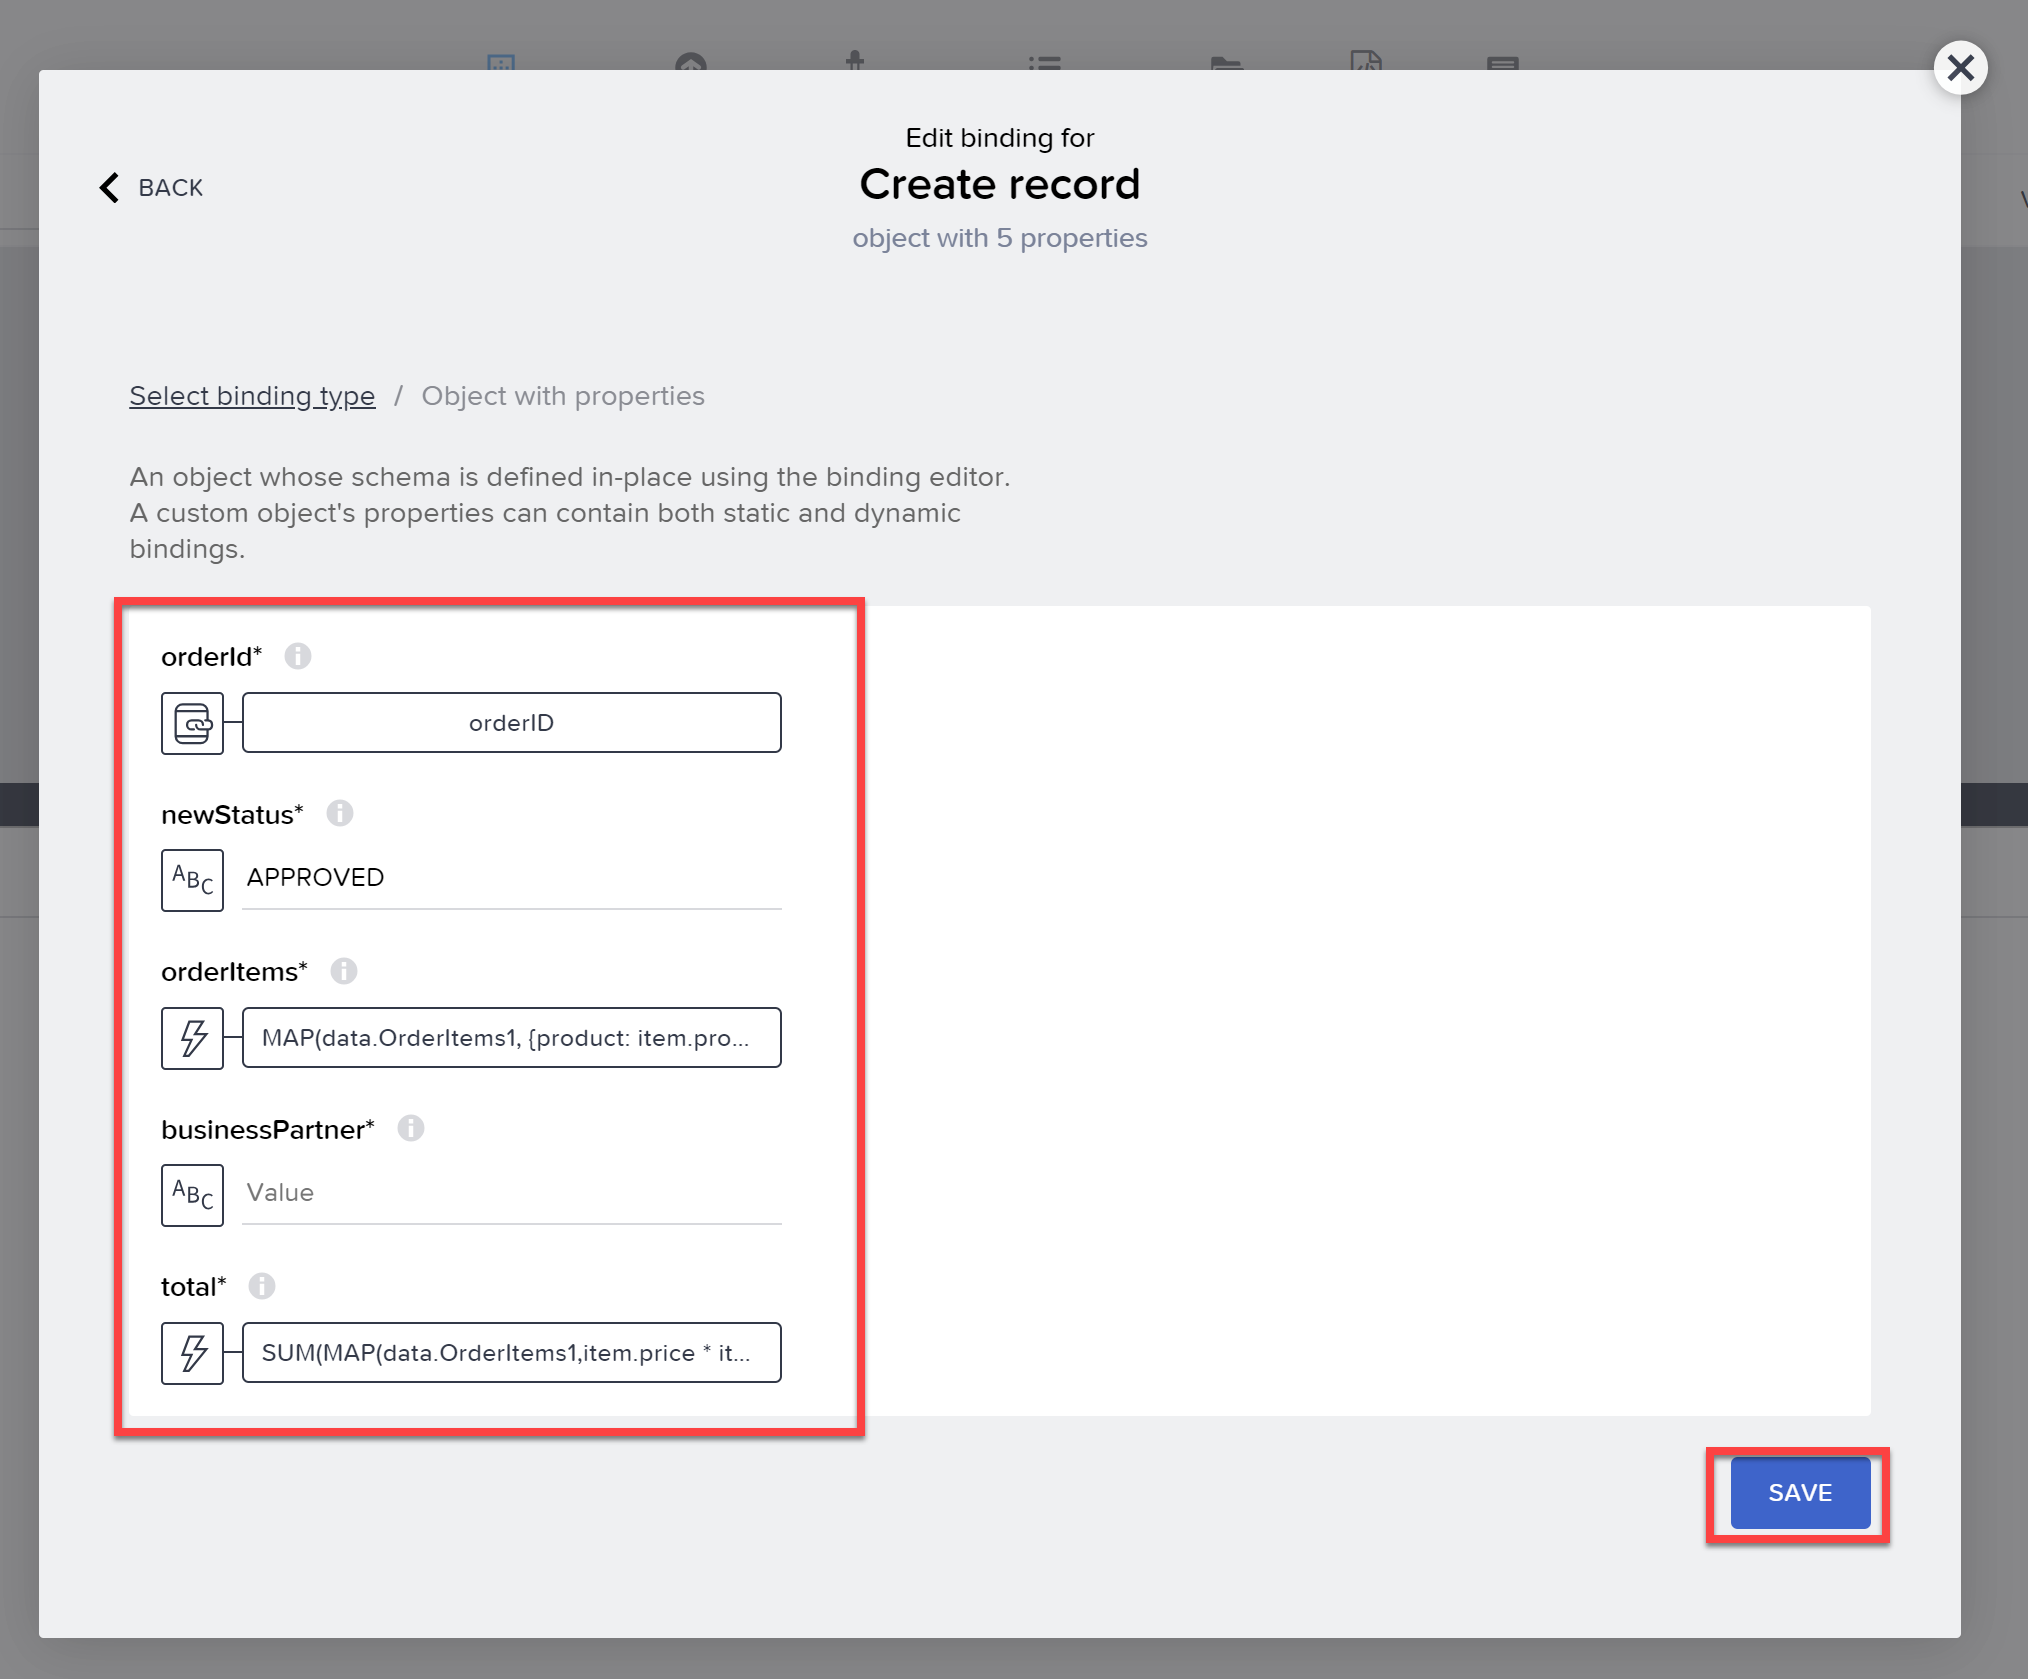 Edit binding for
BACK
Create record
object with 5 properties
Select binding type / Object with properties
An object whose schema is defined in-place using the binding editor.
A custom object's properties can contain both static and dynamic
bindings.
orderId*
orderID
newStatus*
ABC APPROVED
orderItems*
MAP(data.OrderItems1, {product: item.pro...
businessPartner*
ABC Value
total*
SUM(MAP(data.OrderItems1,item.price * it...
SAVE